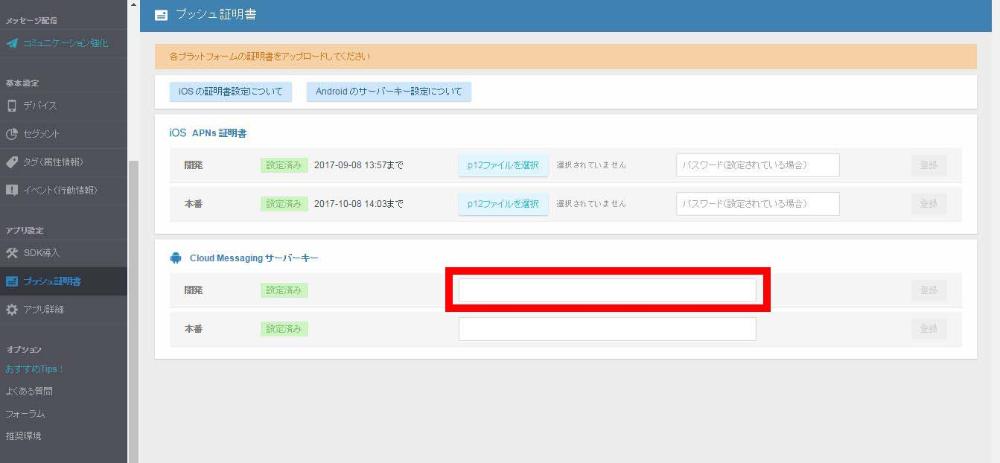 メッセージ配信
コミュニケーション強化
基本設定
デバイス
セグメント
タグ(属性情報)
イベント(行動情報)
アプリ設定
SDK導入
プッシュ証明書
アプリ詳細
オプション
おすすめTips！
よくある質問
フォーラム
推奨環境
プッシュ証明書
各プラットフォームの証明書をアップロードしてください
iOS の証明書設定について Android のサーバーキー設定について
iOS APNs 証明書
開発 設定済み 2017-09-08 13:57まで p12ファイルを選択 選択されていません パスワード(設定されている場合) 登録
本番 設定済み 2017-10-08 14:03まで p12ファイルを選択 選択されていません パスワード(設定されている場合) 登録
Cloud Messaging サーバーキー
開発 設定済み 登録
本番 設定済み 登録